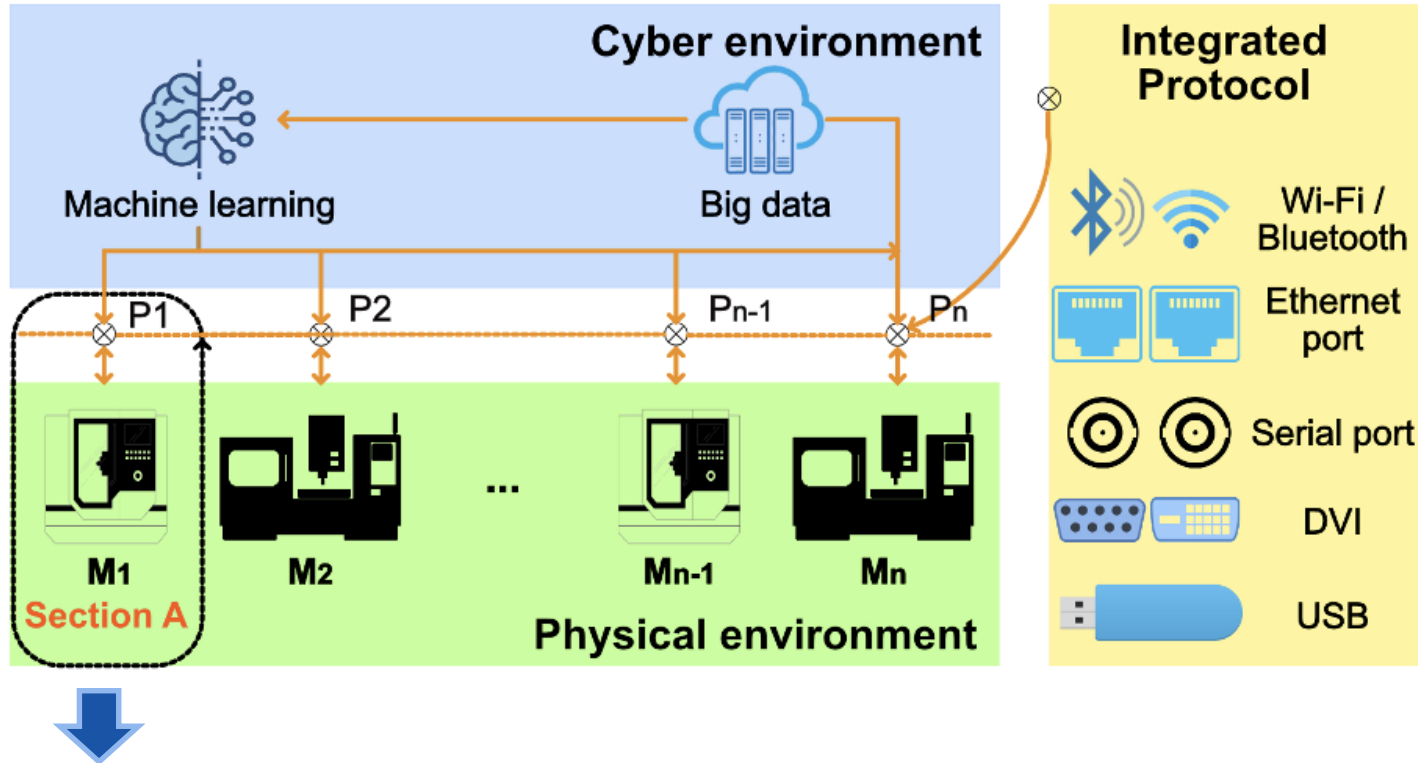 Cyber environment
Machine learning
Big data
P1
P2
Pn-1
Pn
M1
M2
...
Mn-1
Mn
Section A
Physical environment
Integrated
Protocol
Wi-Fi /
Bluetooth
Ethernet
port
Serial port
DVI
USB